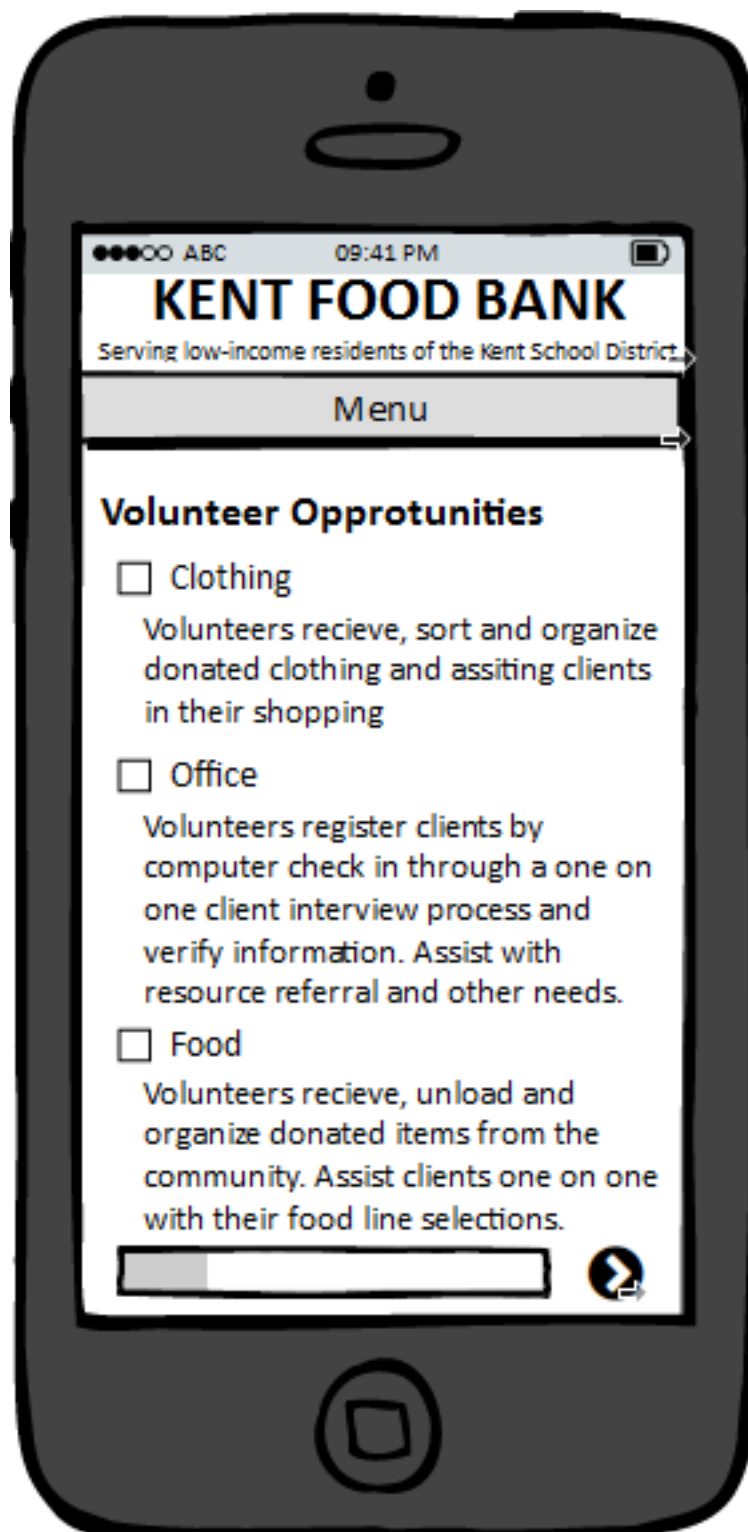 ABC 09:41 PM
KENT FOOD BANK
Serving low-income residents of the Kent School District
Menu
Volunteer Opprotunities
Clothing
Volunteers recieve, sort and organize
donated clothing and assiting clients
in their shopping
Office
Volunteers register clients by
computer check in through a one on
one client interview process and
verify information. Assist with
resource referral and other needs.
Food
Volunteers recieve, unload and
organize donated items from the
community. Assist clients one on one
with their food line selections.